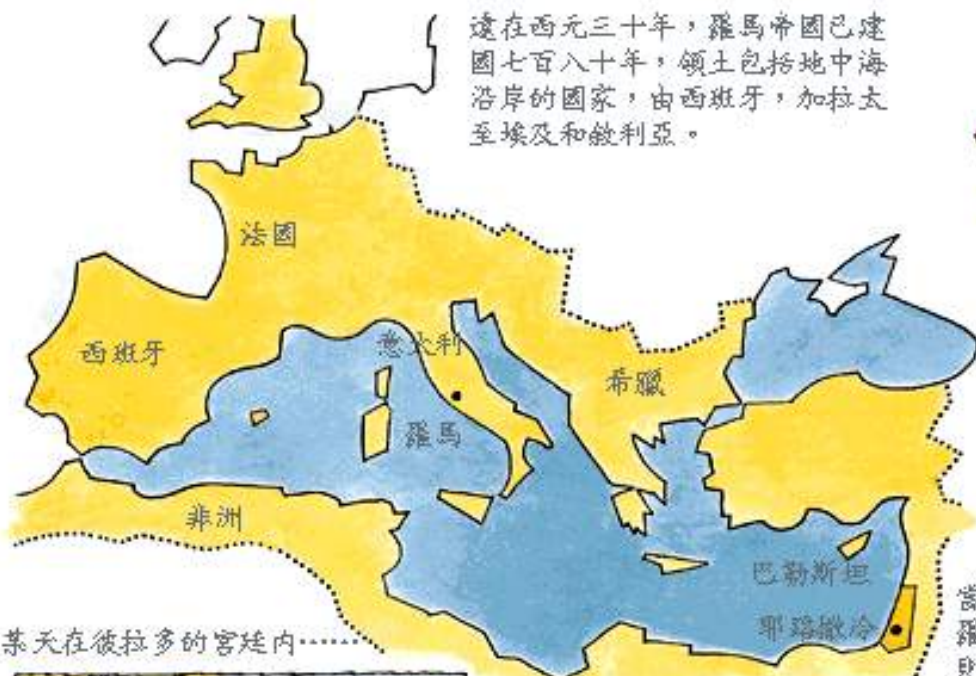 遠在西元三十年，羅馬帝國已建
國七百八十年，領土包括地中海
沿岸的國家，由西班牙，加拉太
至埃及和敘利亞。
法國
西班牙
意大利
希臘
羅馬
非洲
巴勒斯坦
耶路撒冷
某天在彼拉多的宮廷內⋯⋯